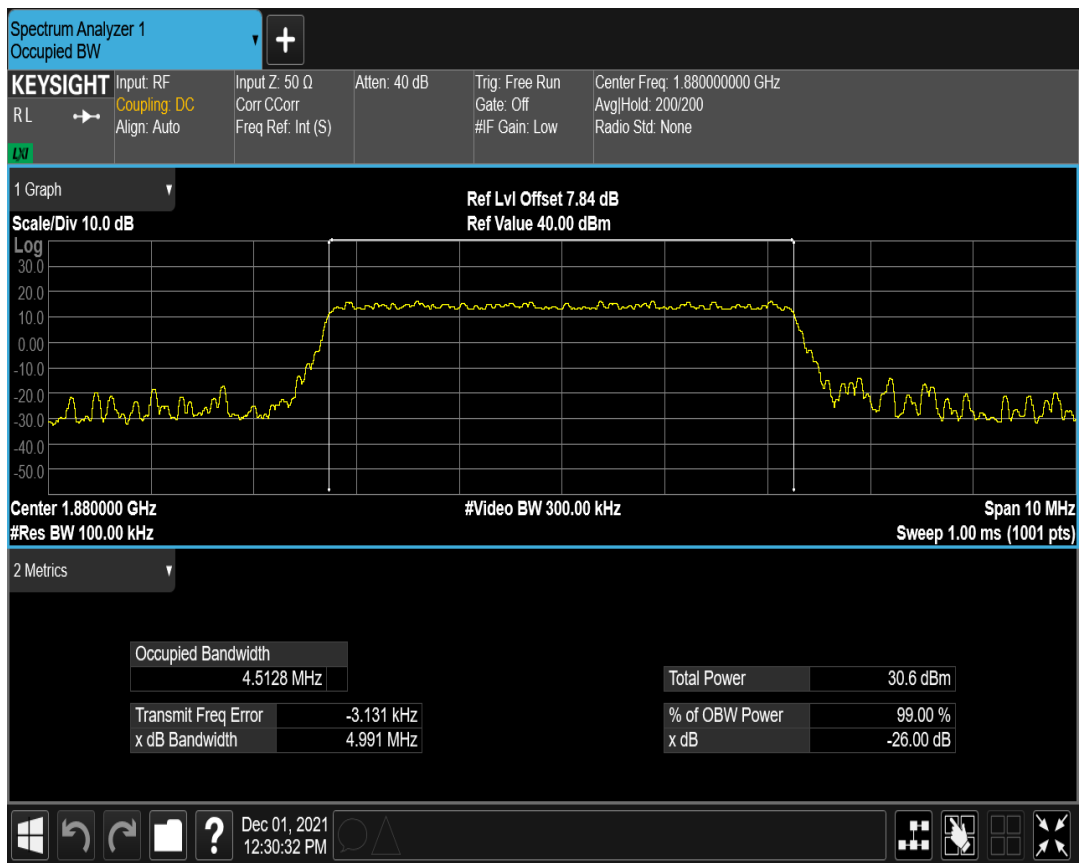 Spectrum Analyzer 1
Occupied BW
KEYSIGHT
R L
LXI
Input: RF
Coupling: DC
Align: Auto
Input Z: 50 Ω
Corr CCorr
Freq Ref: Int (S)
Atten: 40 dB
Trig: Free Run
Gate: Off
#IF Gain: Low
Center Freq: 1.880000000 GHz
Avg|Hold: 200/200
Radio Std: None
1 Graph
Scale/Div 10.0 dB
Ref Lvl Offset 7.84 dB
Ref Value 40.00 dBm
Log
30.0
20.0
10.0
0.00
-10.0
-20.0
-30.0
-40.0
-50.0
Center 1.880000 GHz
#Res BW 100.00 kHz
#Video BW 300.00 kHz
Span 10 MHz
Sweep 1.00 ms (1001 pts)
2 Metrics
Occupied Bandwidth
4.5128 MHz
Transmit Freq Error -3.131 kHz
x dB Bandwidth 4.991 MHz
Total Power 30.6 dBm
% of OBW Power 99.00 %
x dB -26.00 dB
?
Dec 01, 2021
12:30:32 PM